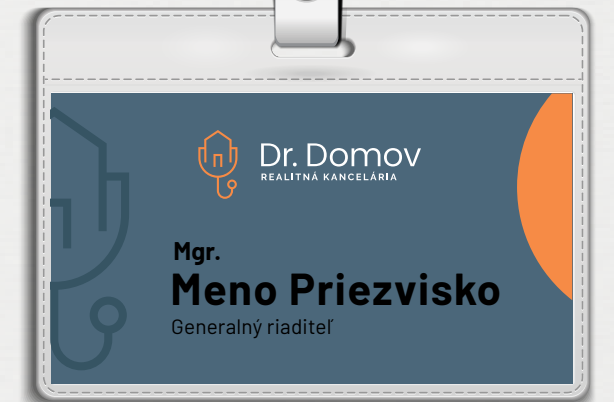 Dr. Domov
REALITNÁ KANCELÁRIA
Mgr.
Meno Priezvisko
Generalný riaditeľ